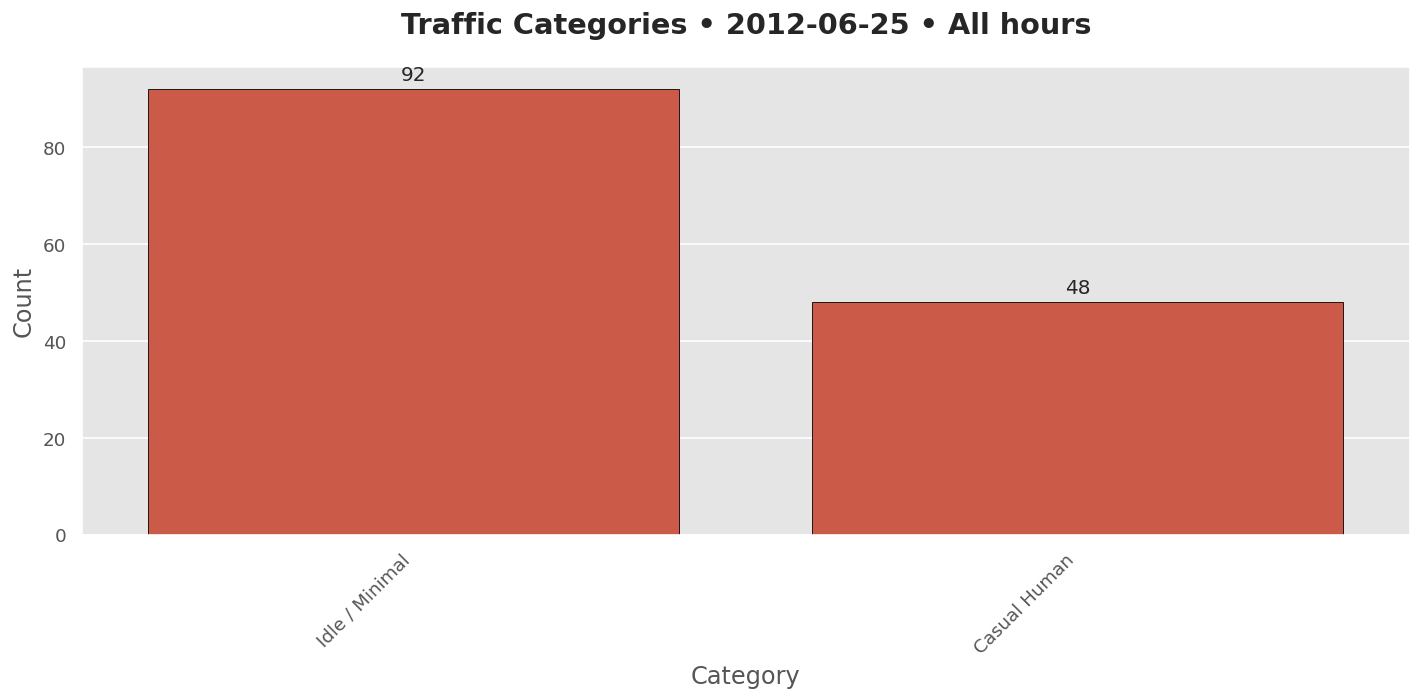 Traffic Categories • 2012-06-25 • All hours
92
80
48
60
Count
40
20
0
Idle / Minimal
Casual Human
Category